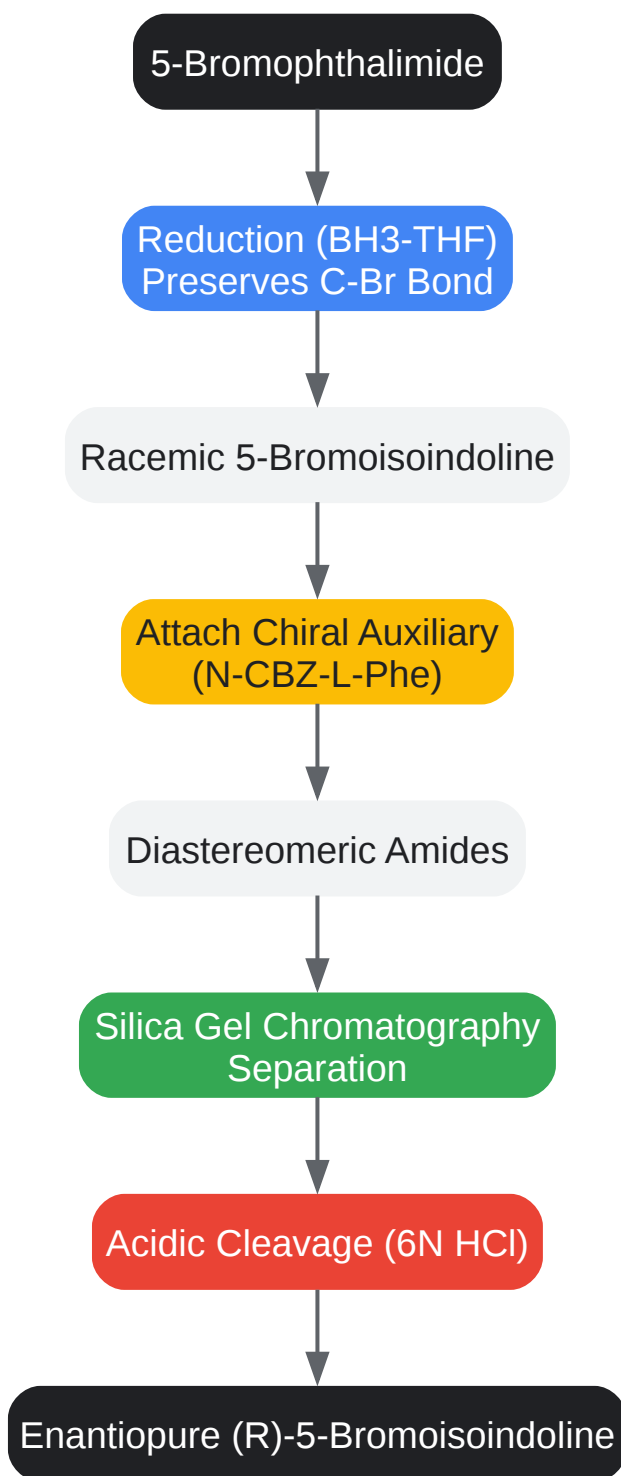 5-Bromophthalimide
Reduction (BH3-THF)
Preserves C-Br Bond
Racemic 5-Bromoisoindoline
Attach Chiral Auxiliary
(N-CBZ-L-Phe)
Diastereomeric Amides
Silica Gel Chromatography
Separation
Acidic Cleavage (6N HCl)
Enantiopure (R)-5-Bromoisoindoline